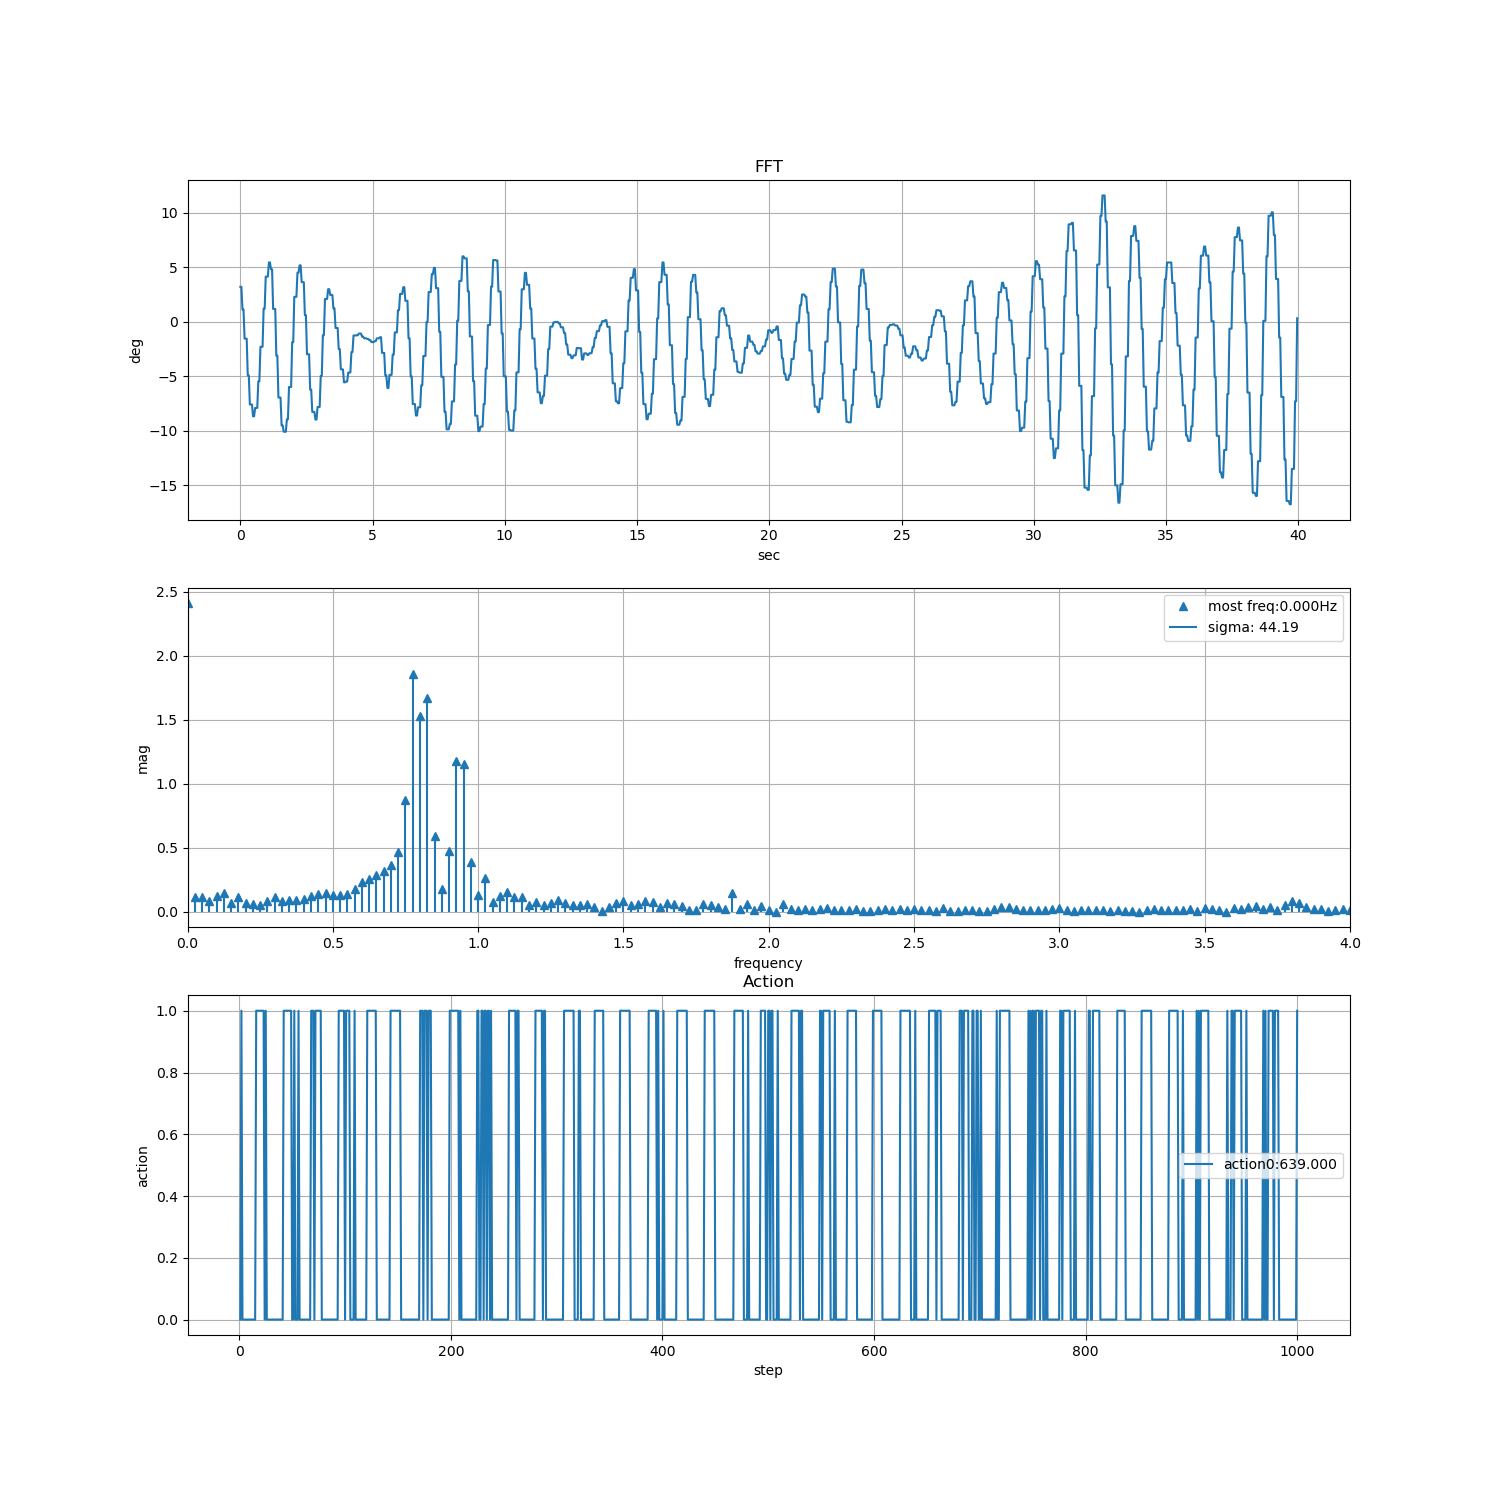 FFT
10
5
0
−5
−10
−15
deg
0 5 10 15 20 25 30 35 40
sec
2.5
2.0
1.5
1.0
0.5
0.0
mag
most freq:0.000Hz
sigma: 44.19
0.0 0.5 1.0 1.5 2.0 2.5 3.0 3.5 4.0
frequency
Action
1.0
0.8
0.6
0.4
0.2
0.0
action
action0:639.000
0 200 400 600 800 1000
step